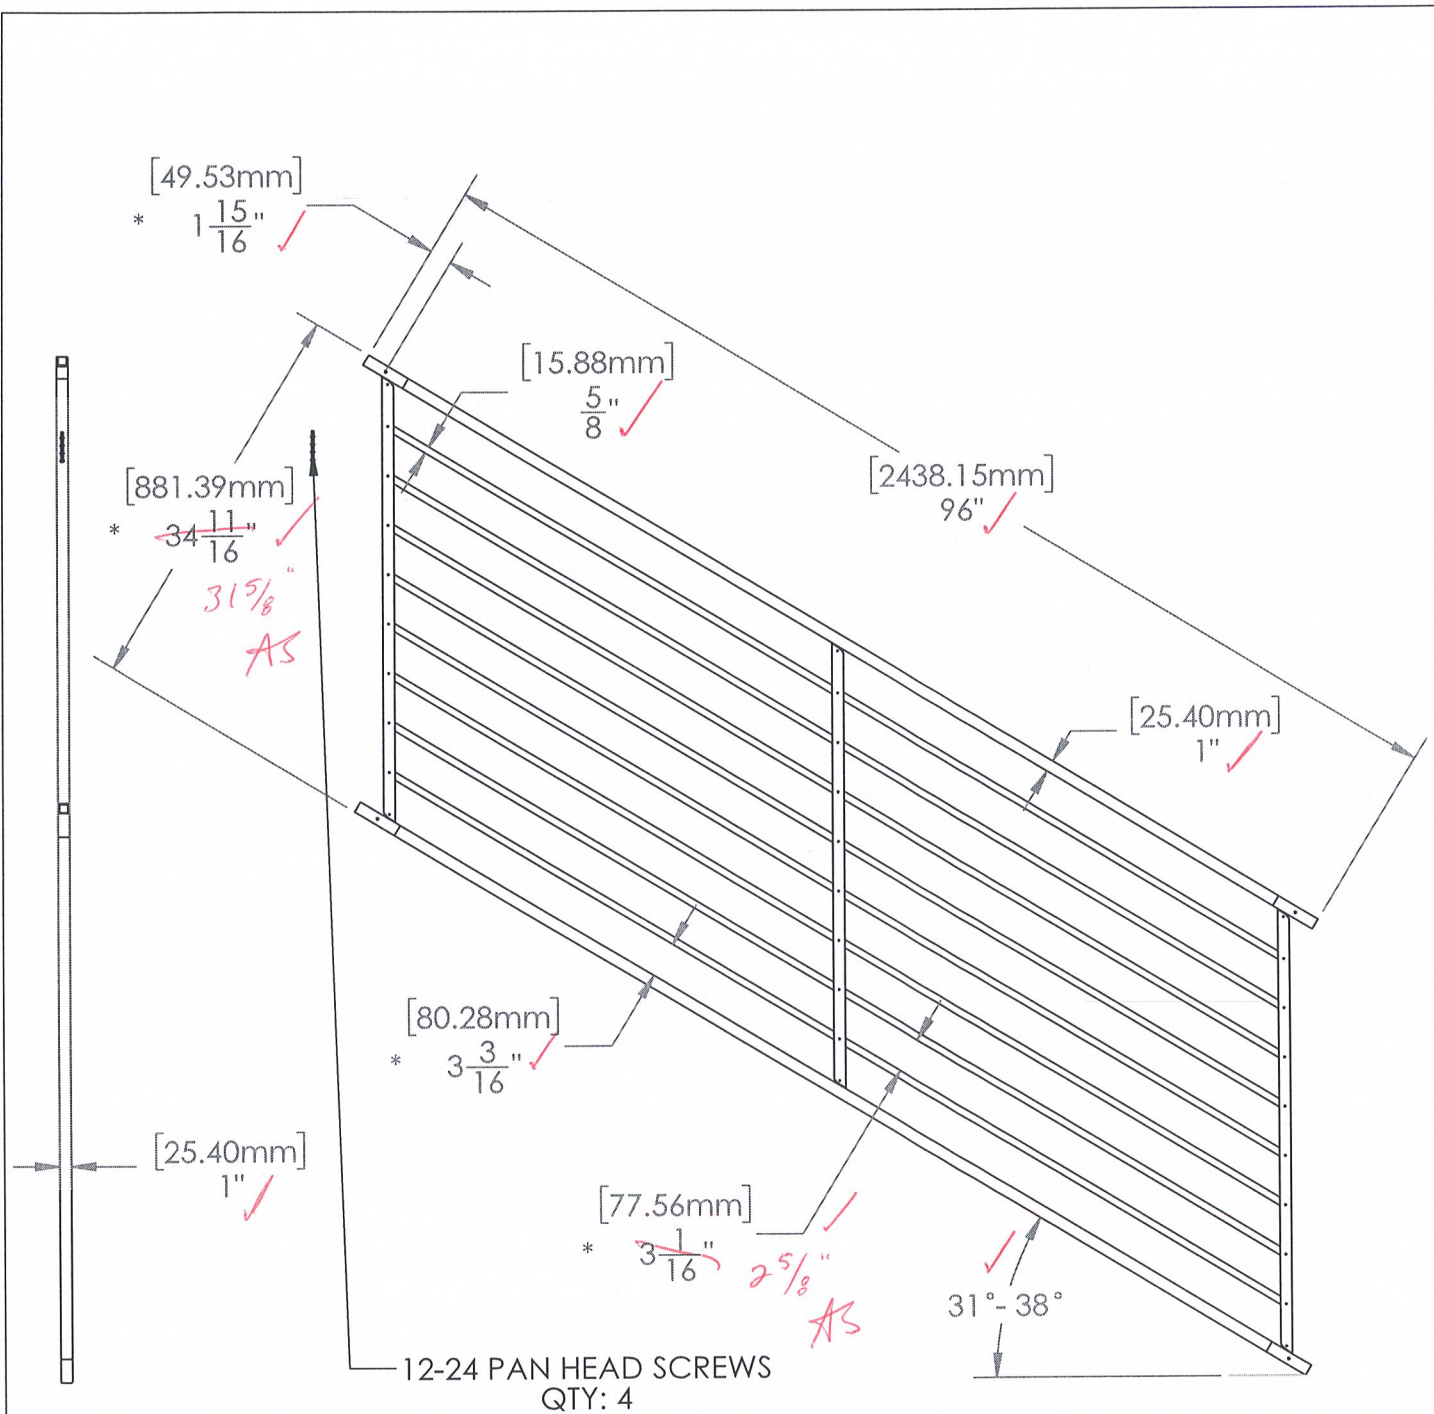 [49.53mm]
* 1 15/16"
[15.88mm]
5/8"
[2438.15mm]
96"
[881.39mm]
* 34 11/16"
31 5/8"
AS
[25.40mm]
1"
[80.28mm]
* 3 3/16"
[25.40mm]
1"
[77.56mm]
* 3 1/16"
2 5/8"
AS
31°- 38°
12-24 PAN HEAD SCREWS
QTY: 4